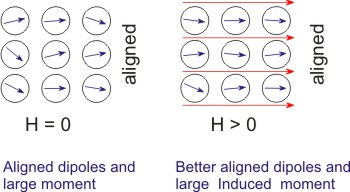 aligned
aligned
H = 0
H > 0
Aligned dipoles and
large moment
Better aligned dipoles and
large Induced moment